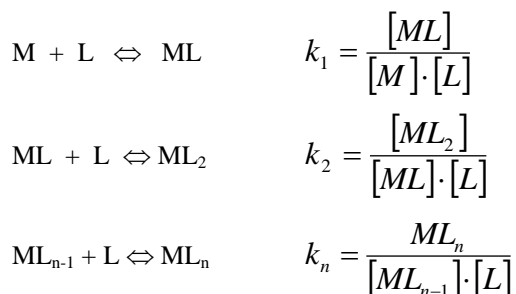 M + L ⇔ ML k₁ = [ML] / [M]·[L]
ML + L ⇔ ML₂ k₂ = [ML₂] / [ML]·[L]
MLₙ₋₁ + L ⇔ MLₙ kₙ = MLₙ / [MLₙ₋₁]·[L]